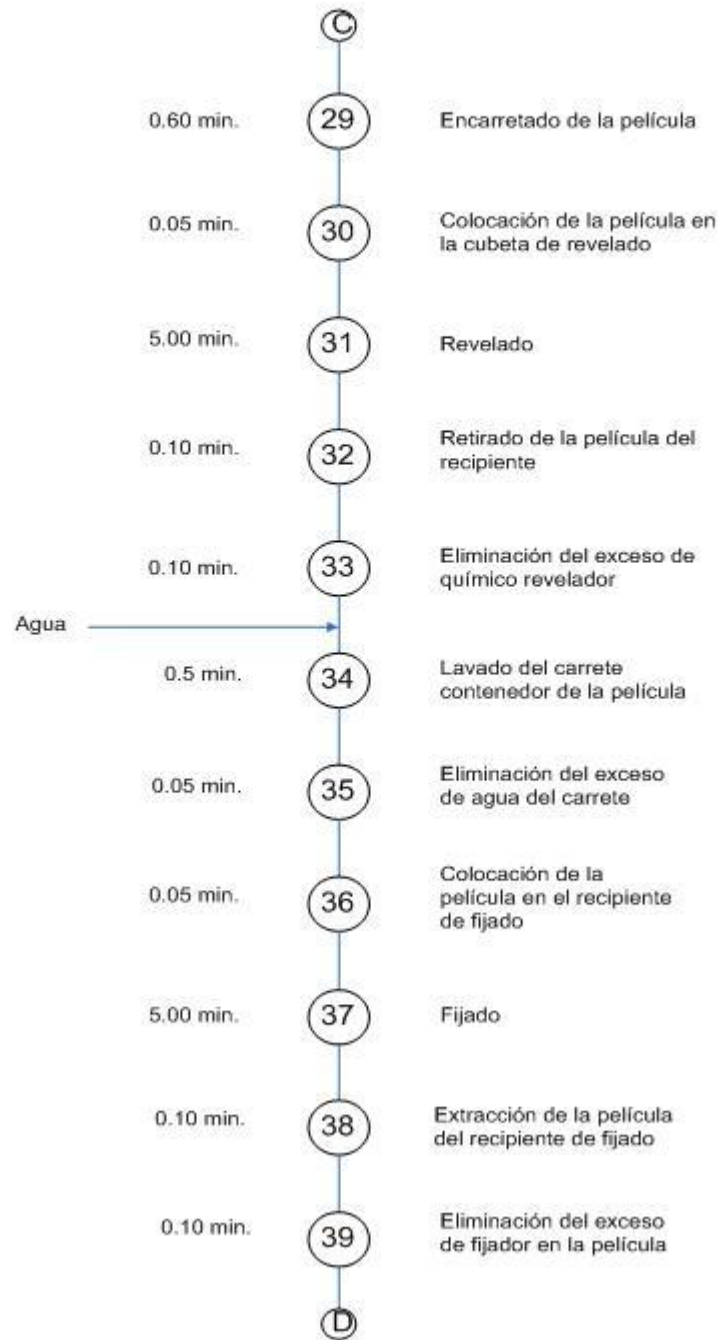 C
0.60 min.
29
Encarretado de la película
0.05 min.
30
Colocación de la película en
la cubeta de revelado
5.00 min.
31
Revelado
0.10 min.
32
Retirado de la película del
recipiente
0.10 min.
33
Eliminación del exceso de
químico revelador
Agua
0.5 min.
34
Lavado del carrete
contenedor de la película
0.05 min.
35
Eliminación del exceso
de agua del carrete
0.05 min.
36
Colocación de la
película en el recipiente
de fijado
5.00 min.
37
Fijado
0.10 min.
38
Extracción de la película
del recipiente de fijado
0.10 min.
39
Eliminación del exceso
de fijador en la película
D